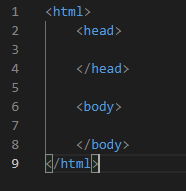 1 <html>
2     <head>
3
4     </head>
5
6     <body>
7
8     </body>
9 </html>